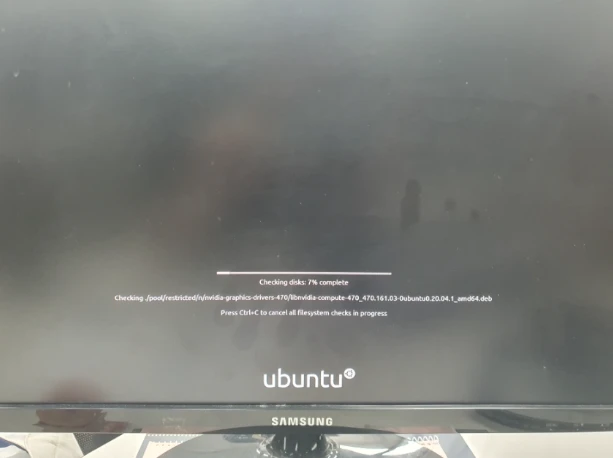 Checking disks: 7% complete
Checking ./pool/restricted/n/nvidia-graphics-drivers-470/libnvidia-compute-470_470.161.03-0ubuntu0.20.04.1_amd64.deb
Press Ctrl+C to cancel all filesystem checks in progress
ubuntu
SAMSUNG